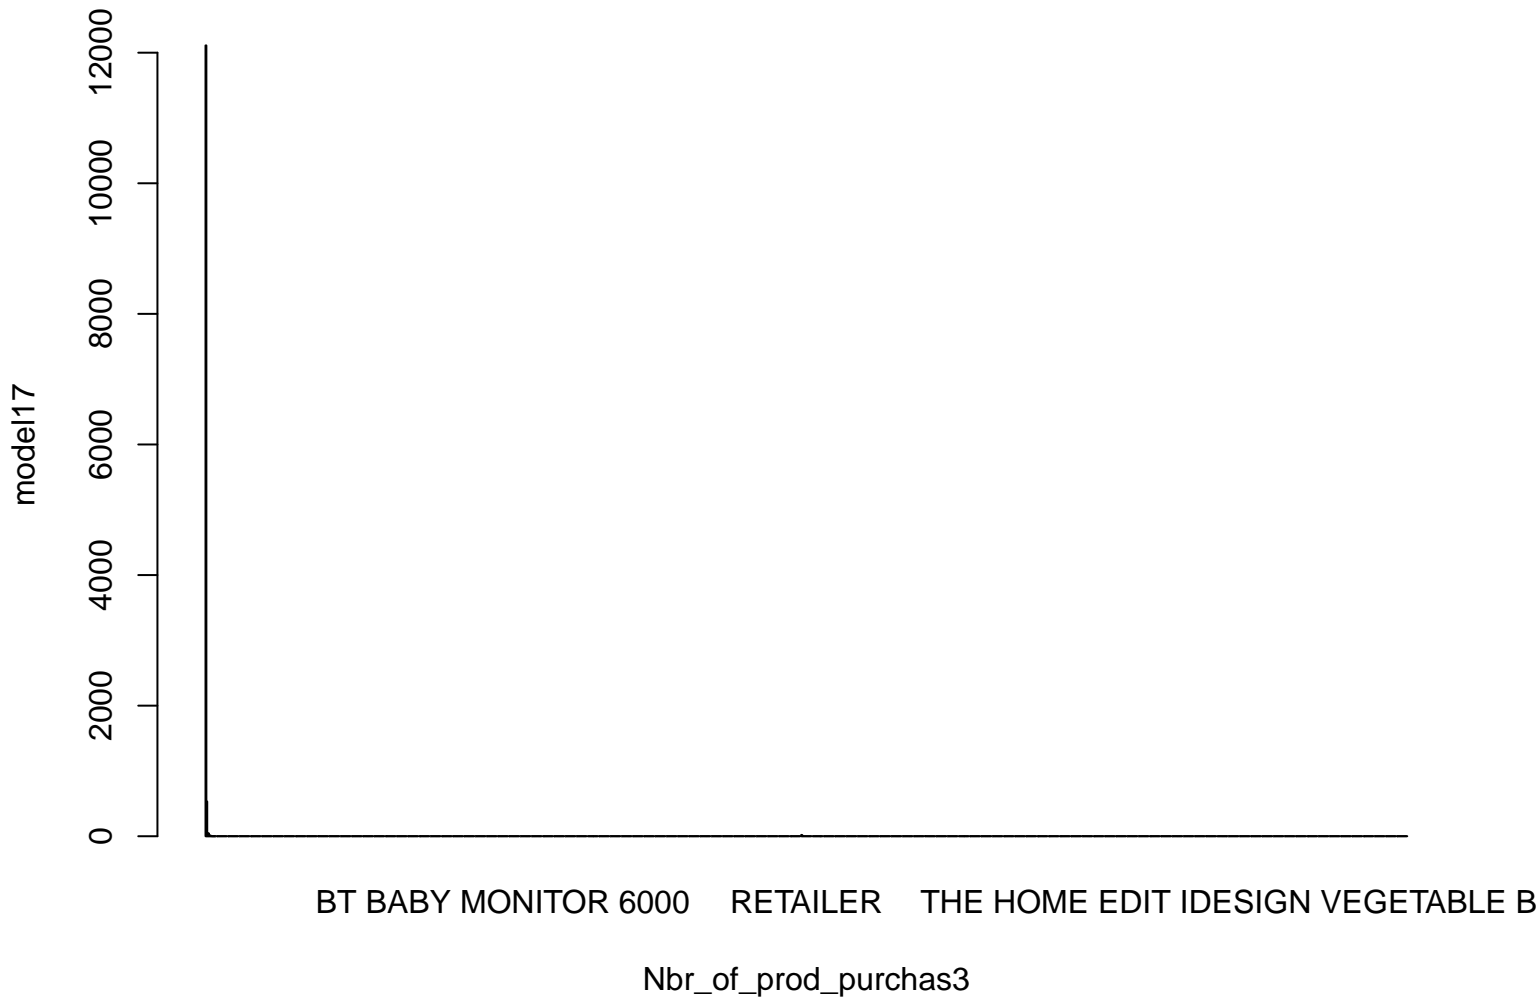 12000
10000
8000
6000
4000
2000
0
model17
BT BABY MONITOR 6000 RETAILER THE HOME EDIT IDESIGN VEGETABLE B
Nbr_of_prod_purchas3